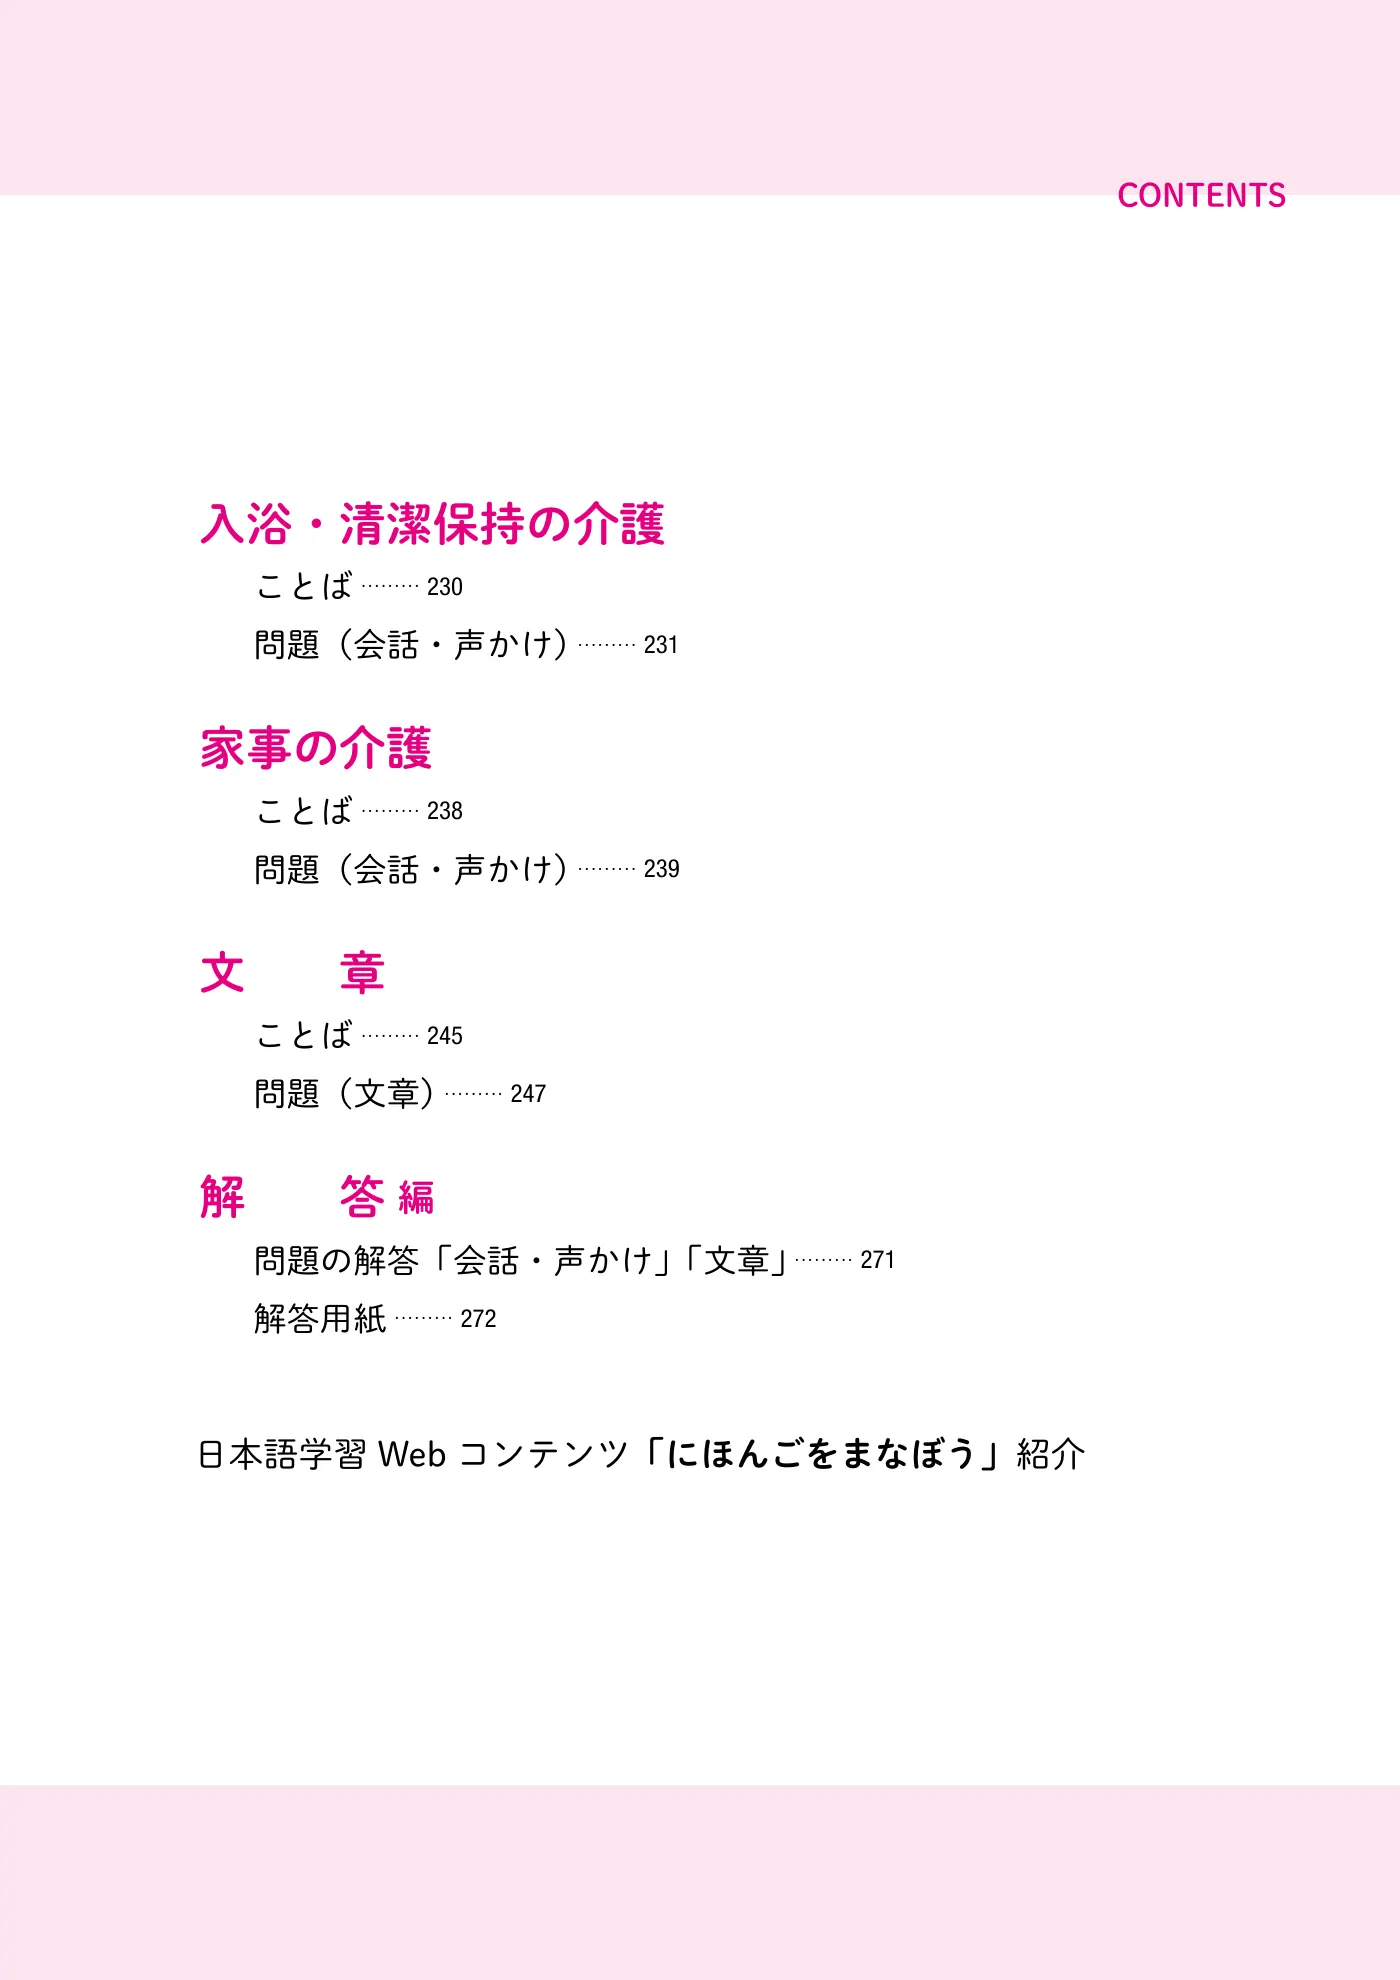 CONTENTS
入浴・清潔保持の介護
ことば ……… 230
問題（会話・声かけ）……… 231
家事の介護
ことば ……… 238
問題（会話・声かけ）……… 239
文　　章
ことば ……… 245
問題（文章）……… 247
解　　答 編
問題の解答「会話・声かけ」「文章」……… 271
解答用紙 ……… 272
日本語学習 Web コンテンツ「にほんごをまなぼう」紹介